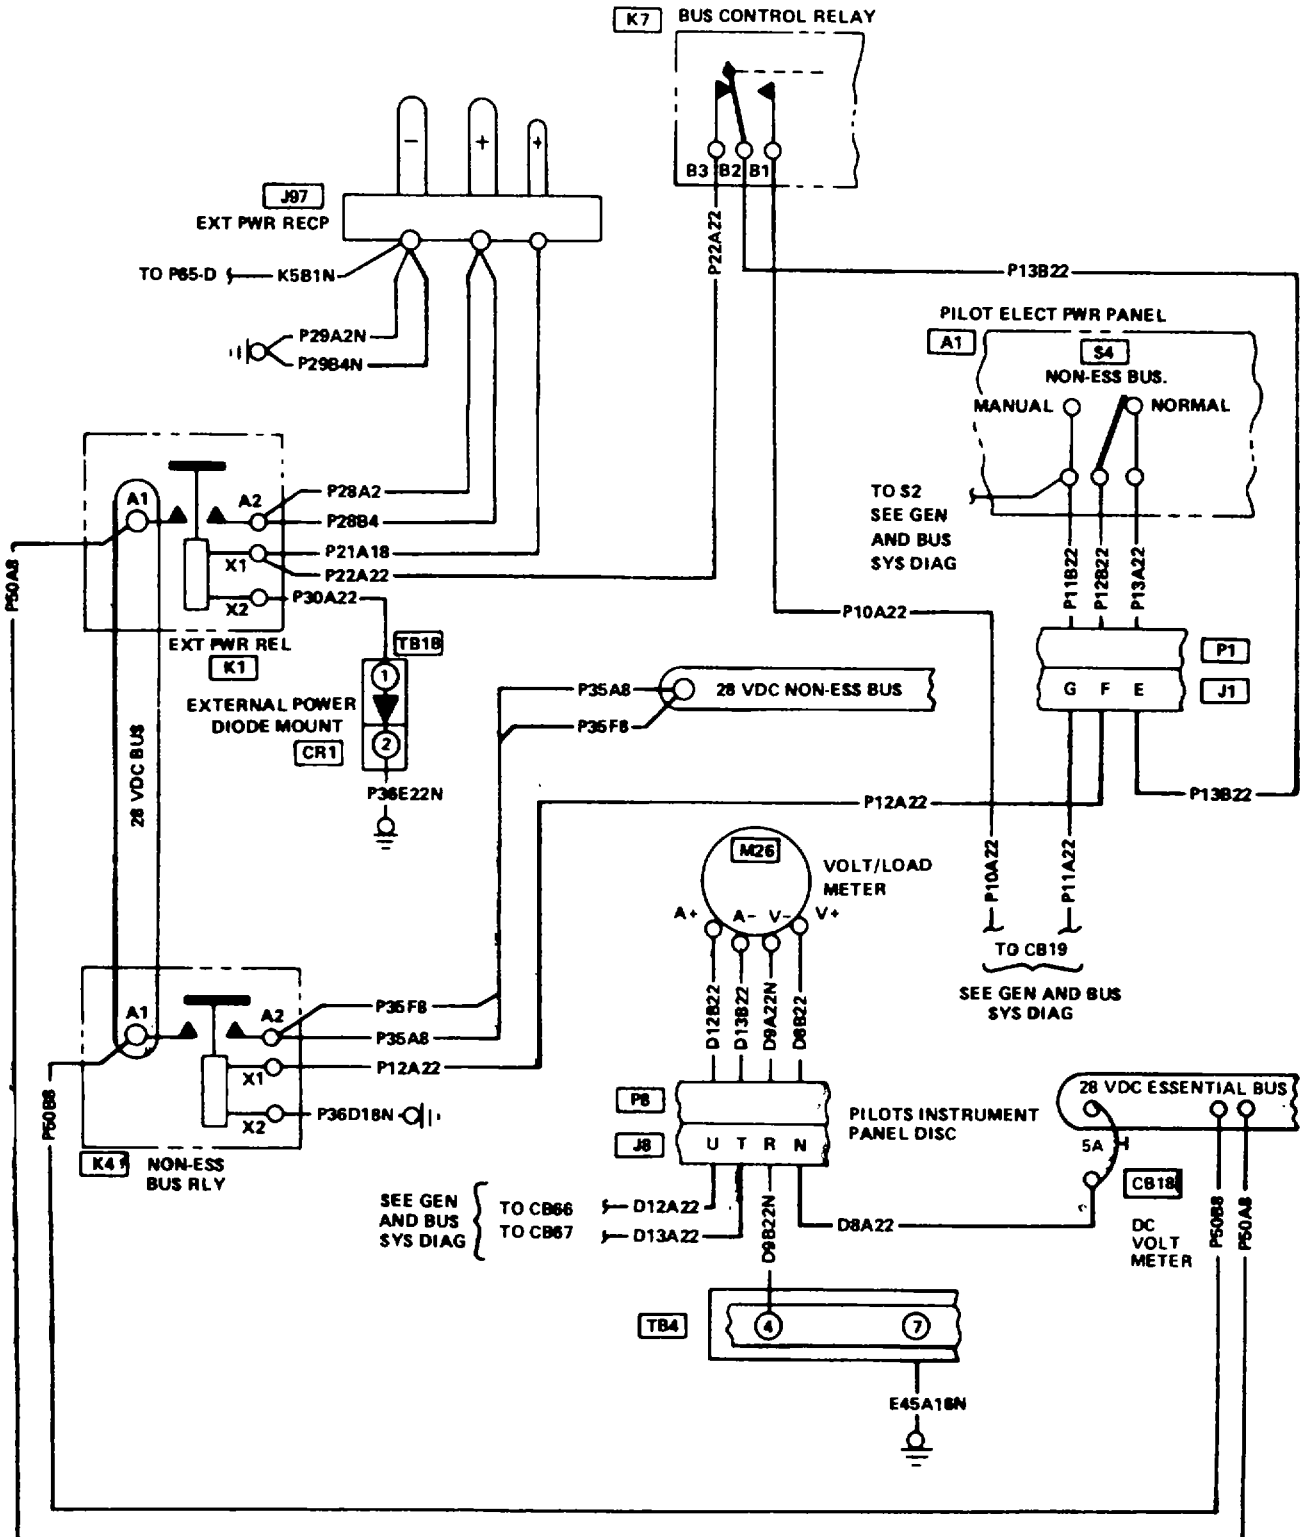 K7 BUS CONTROL RELAY
B3 B2 B1
− + +
J97
EXT PWR RECP
TO P65-D K5B1N
P29A2N
P29B4N
P22A22
P13B22
PILOT ELECT PWR PANEL
A1
S4
NON-ESS BUS.
MANUAL NORMAL
TO S2
SEE GEN
AND BUS
SYS DIAG
P11B22
P12B22
P13A22
A1 A2
P28A2
P28B4
X1
P21A18
P22A22
X2
P30A22
P50A8
EXT PWR REL
K1
TB18
1
2
EXTERNAL POWER
DIODE MOUNT
CR1
P36E22N
P10A22
P1
G F E
J1
P35A8
28 VDC NON-ESS BUS
P35F8
28 VDC BUS
P12A22
P13B22
P10A22
P11A22
TO CB19
SEE GEN AND BUS
SYS DIAG
M26
VOLT/LOAD
METER
A+ A− V− V+
D12B22
D13B22
D9A22N
D8B22
A1 A2
P35F8
P35A8
X1
P12A22
X2
P36D18N
P50B8
K4
NON-ESS
BUS RLY
P8
J8
U T R N
PILOTS INSTRUMENT
PANEL DISC
28 VDC ESSENTIAL BUS
5A
CB18
DC
VOLT
METER
P50B8
P50A8
SEE GEN
AND BUS
SYS DIAG
TO CB66 D12A22
TO CB67 D13A22
D9B22N
D8A22
TB4
4 7
E45A18N